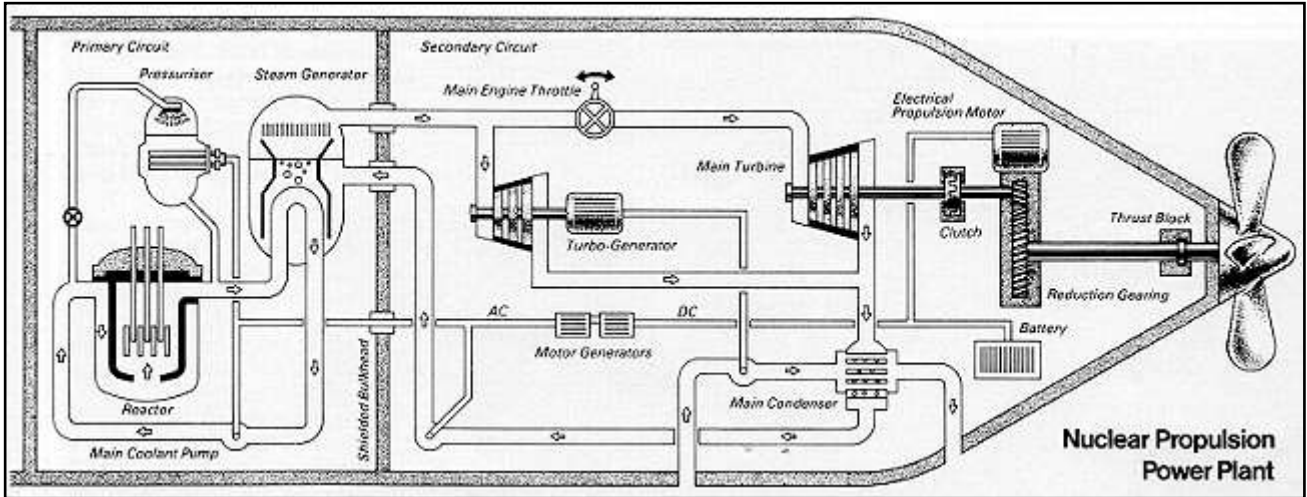 Primary Circuit
Secondary Circuit
Pressuriser
Steam Generator
Main Engine Throttle
Electrical
Propulsion Motor
Main Turbine
Clutch
Thrust Block
Turbo-Generator
Reduction Gearing
AC
DC
Battery
Motor Generators
Reactor
Main Condenser
Main Coolant Pump
Shielded Bulkhead
Nuclear Propulsion
Power Plant